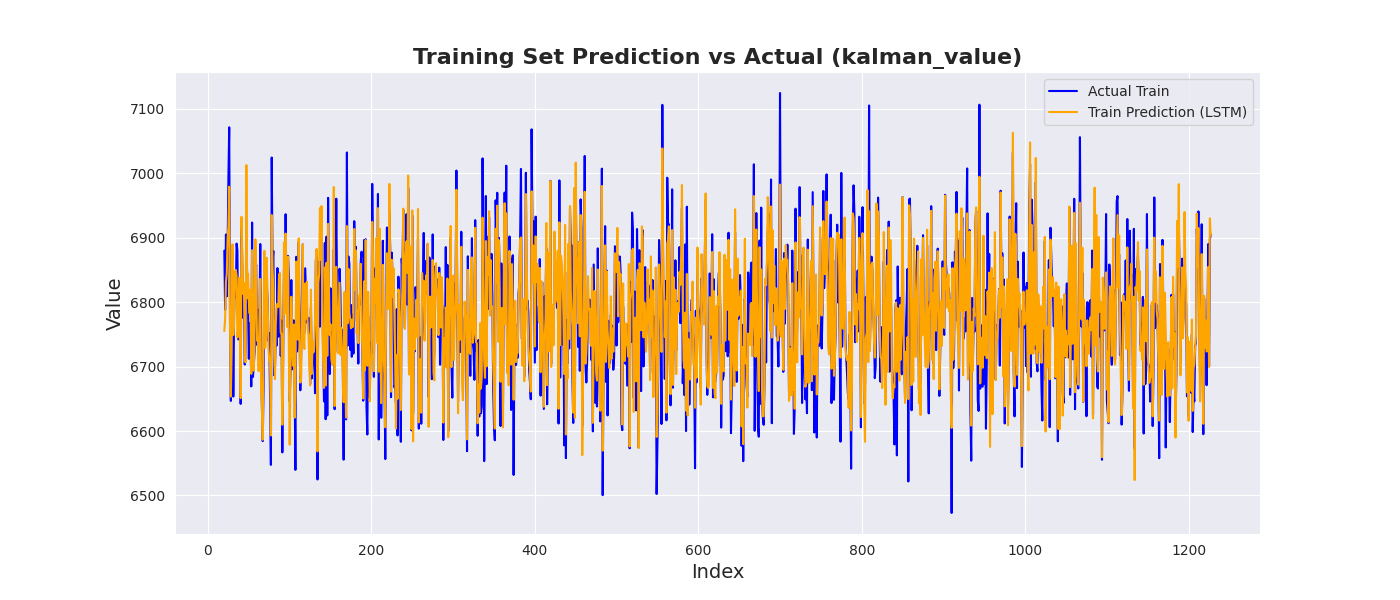 Training Set Prediction vs Actual (kalman_value)
Actual Train
Train Prediction (LSTM)
7100
7000
6900
6800
6700
6600
6500
Value
0 200 400 600 800 1000 1200
Index